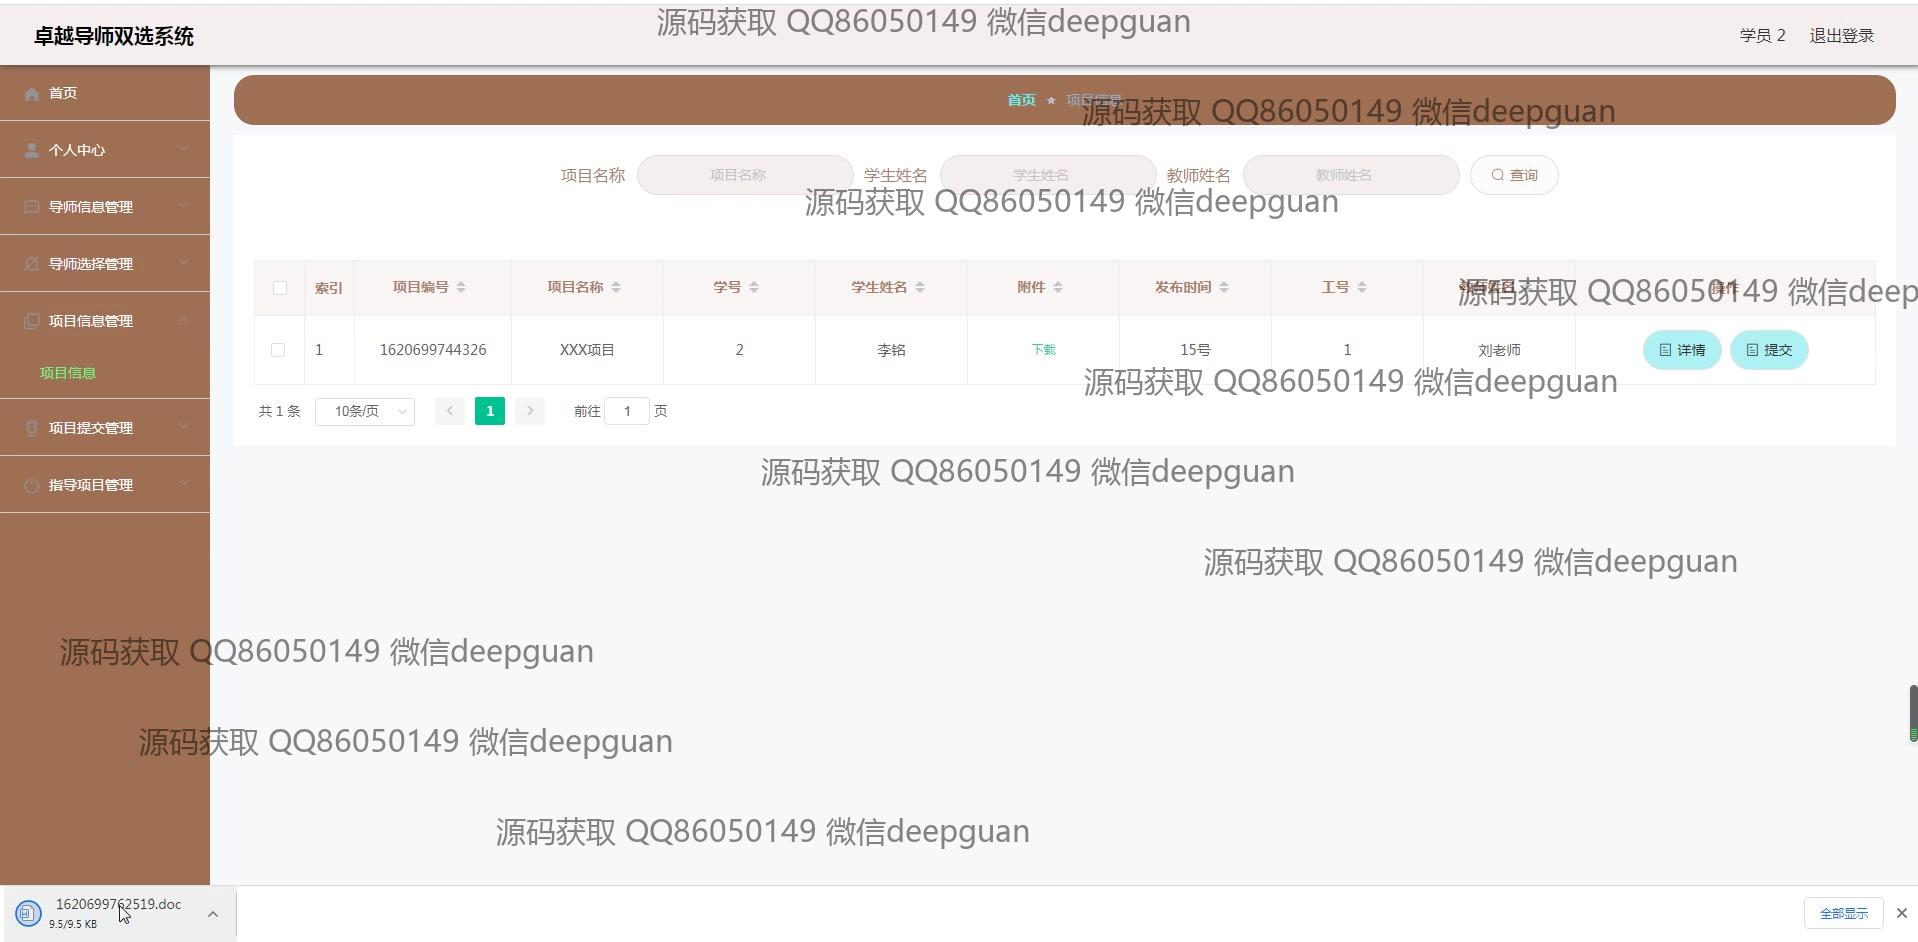 源码获取 QQ86050149 微信deepguan
卓越导师双选系统
学员 2 退出登录
首页
首页 ★ 项目信息
源码获取 QQ86050149 微信deepguan
个人中心
项目名称 项目名称 学生姓名 学生姓名 教师姓名 教师姓名 查询
源码获取 QQ86050149 微信deepguan
导师信息管理
导师选择管理
索引 项目编号 项目名称 学号 学生姓名 附件 发布时间 工号 教师姓名 操作
源码获取 QQ86050149 微信deep
项目信息管理
1 1620699744326 XXX项目 2 李铭 下载 15号 1 刘老师 详情 提交
项目信息
源码获取 QQ86050149 微信deepguan
共 1 条 10条/页 1 前往 1 页
项目提交管理
源码获取 QQ86050149 微信deepguan
指导项目管理
源码获取 QQ86050149 微信deepguan
源码获取 QQ86050149 微信deepguan
源码获取 QQ86050149 微信deepguan
源码获取 QQ86050149 微信deepguan
1620699762519.doc
9.5/9.5 KB
全部显示